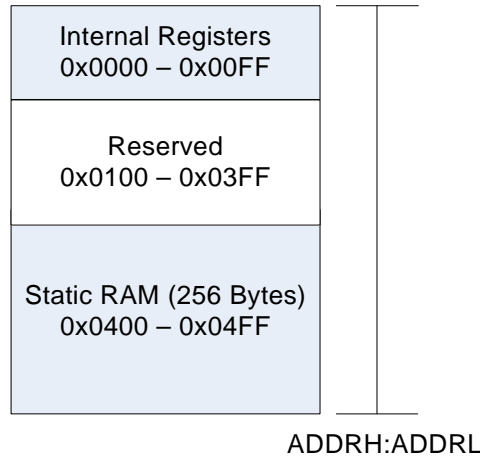 Internal Registers
0x0000 – 0x00FF
Reserved
0x0100 – 0x03FF
Static RAM (256 Bytes)
0x0400 – 0x04FF
ADDRH:ADDRL